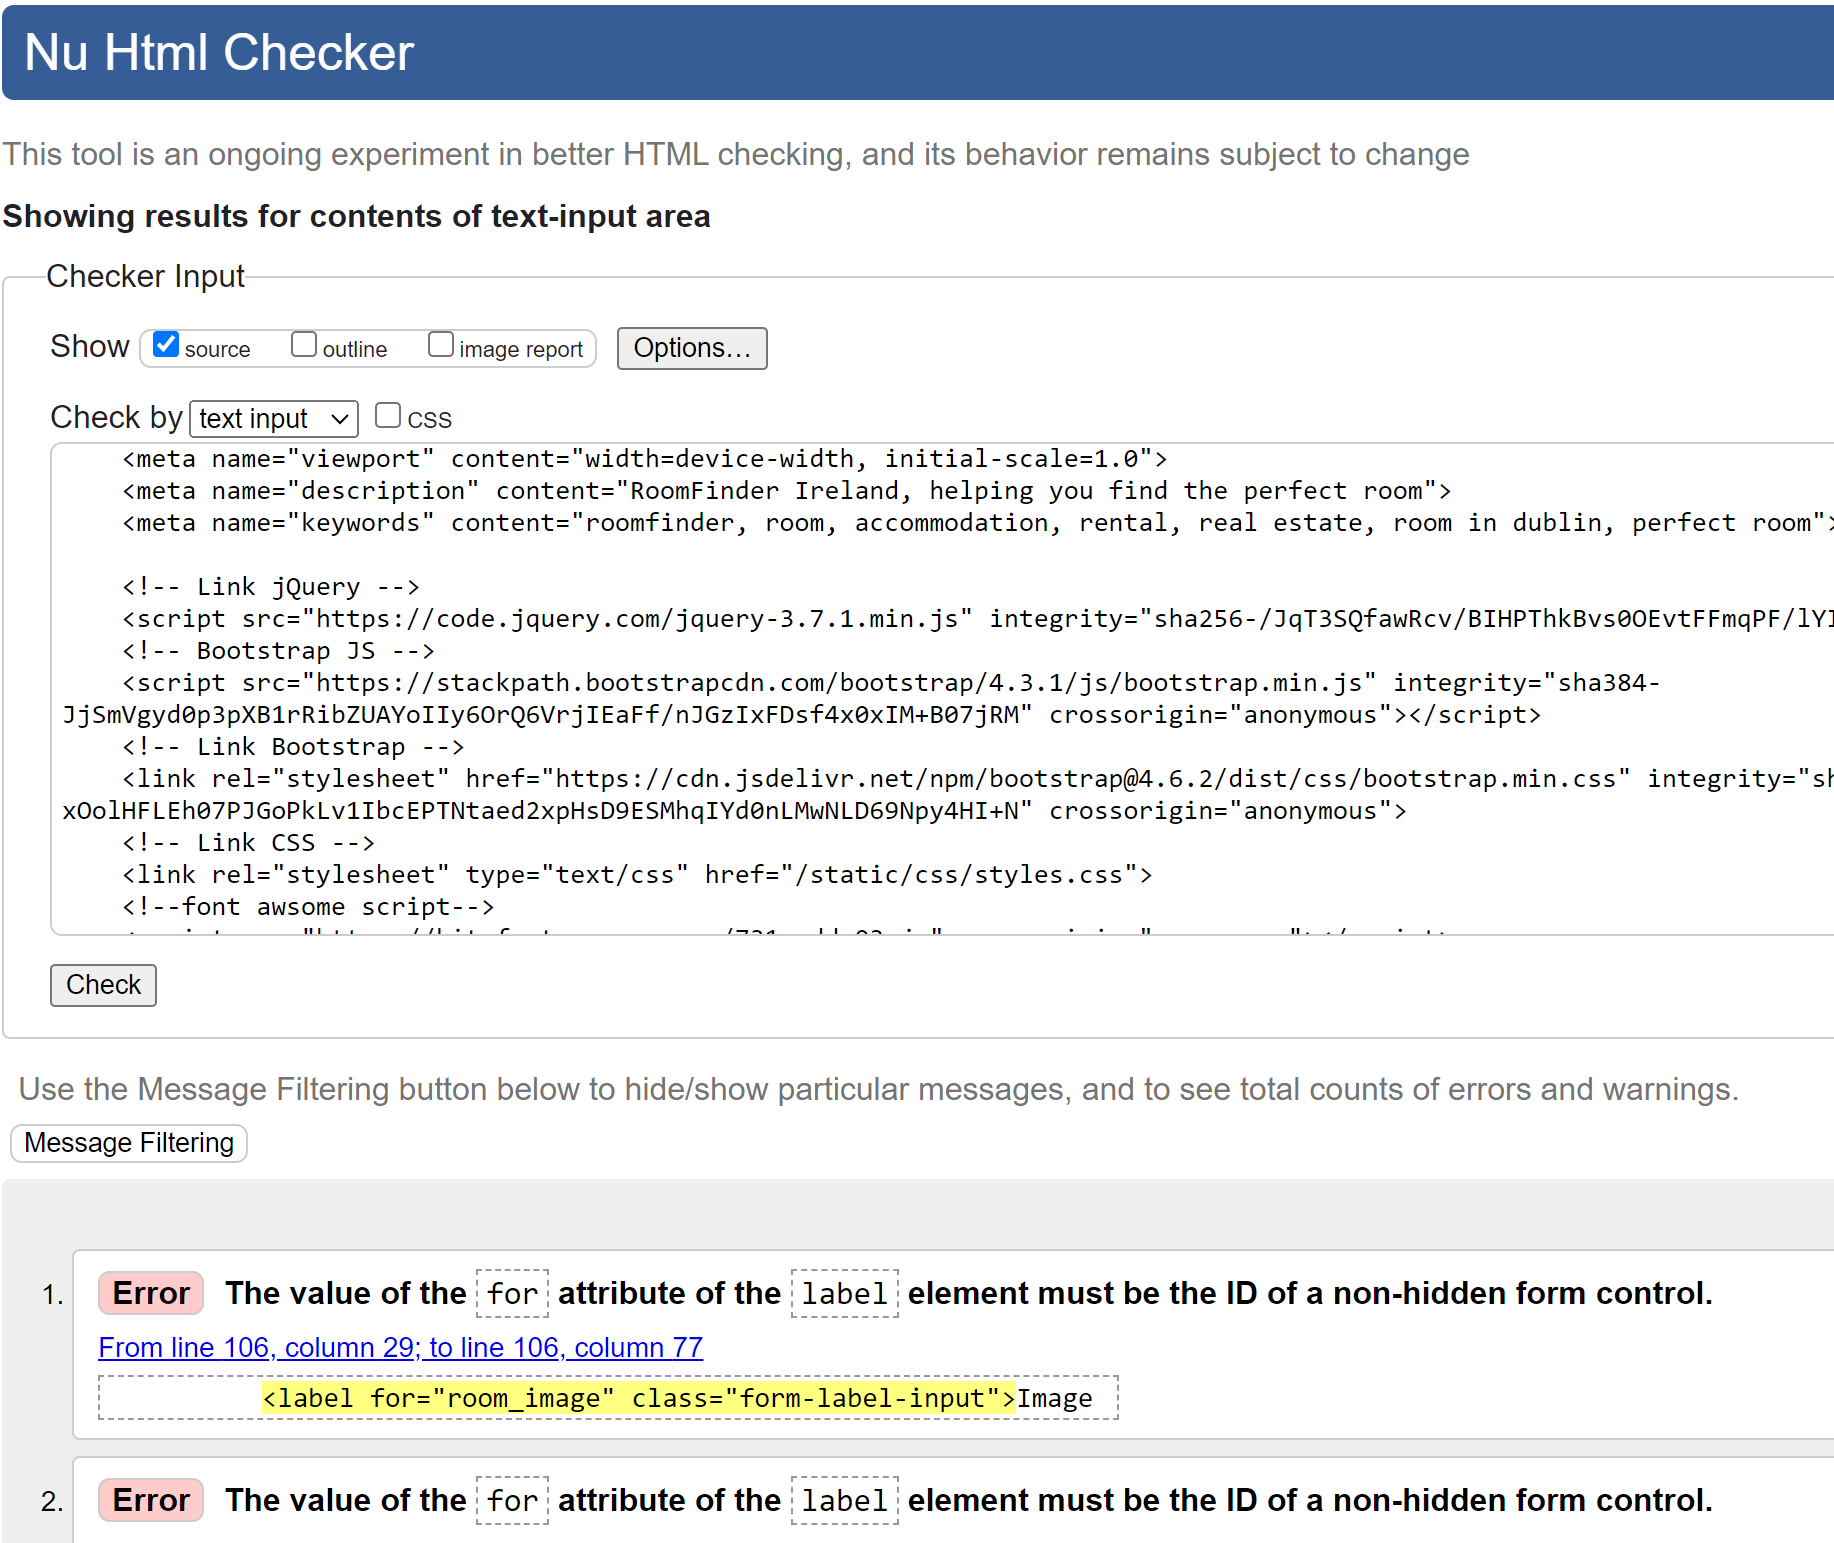 Nu Html Checker
This tool is an ongoing experiment in better HTML checking, and its behavior remains subject to change
Showing results for contents of text-input area
Checker Input
Show source outline image report Options...
Check by text input CSS
<meta name="viewport" content="width=device-width, initial-scale=1.0">
<meta name="description" content="RoomFinder Ireland, helping you find the perfect room">
<meta name="keywords" content="roomfinder, room, accommodation, rental, real estate, room in dublin, perfect room">
<!-- Link jQuery -->
<script src="https://code.jquery.com/jquery-3.7.1.min.js" integrity="sha256-/JqT3SQfawRcv/BIHPThkBvs0OEvtFFmqPF/lYI
<!-- Bootstrap JS -->
<script src="https://stackpath.bootstrapcdn.com/bootstrap/4.3.1/js/bootstrap.min.js" integrity="sha384-
JjSmVgyd0p3pXB1rRibZUAYoIIy6OrQ6VrjIEaFf/nJGzIxFDsf4x0xIM+B07jRM" crossorigin="anonymous"></script>
<!-- Link Bootstrap -->
<link rel="stylesheet" href="https://cdn.jsdelivr.net/npm/bootstrap@4.6.2/dist/css/bootstrap.min.css" integrity="sh
xOolHFLEh07PJGoPkLv1IbcEPTNtaed2xpHsD9ESMhqIYd0nLMwNLD69Npy4HI+N" crossorigin="anonymous">
<!-- Link CSS -->
<link rel="stylesheet" type="text/css" href="/static/css/styles.css">
<!--font awsome script-->
Check
Use the Message Filtering button below to hide/show particular messages, and to see total counts of errors and warnings.
Message Filtering
1. Error The value of the for attribute of the label element must be the ID of a non-hidden form control.
From line 106, column 29; to line 106, column 77
<label for="room_image" class="form-label-input">Image
2. Error The value of the for attribute of the label element must be the ID of a non-hidden form control.